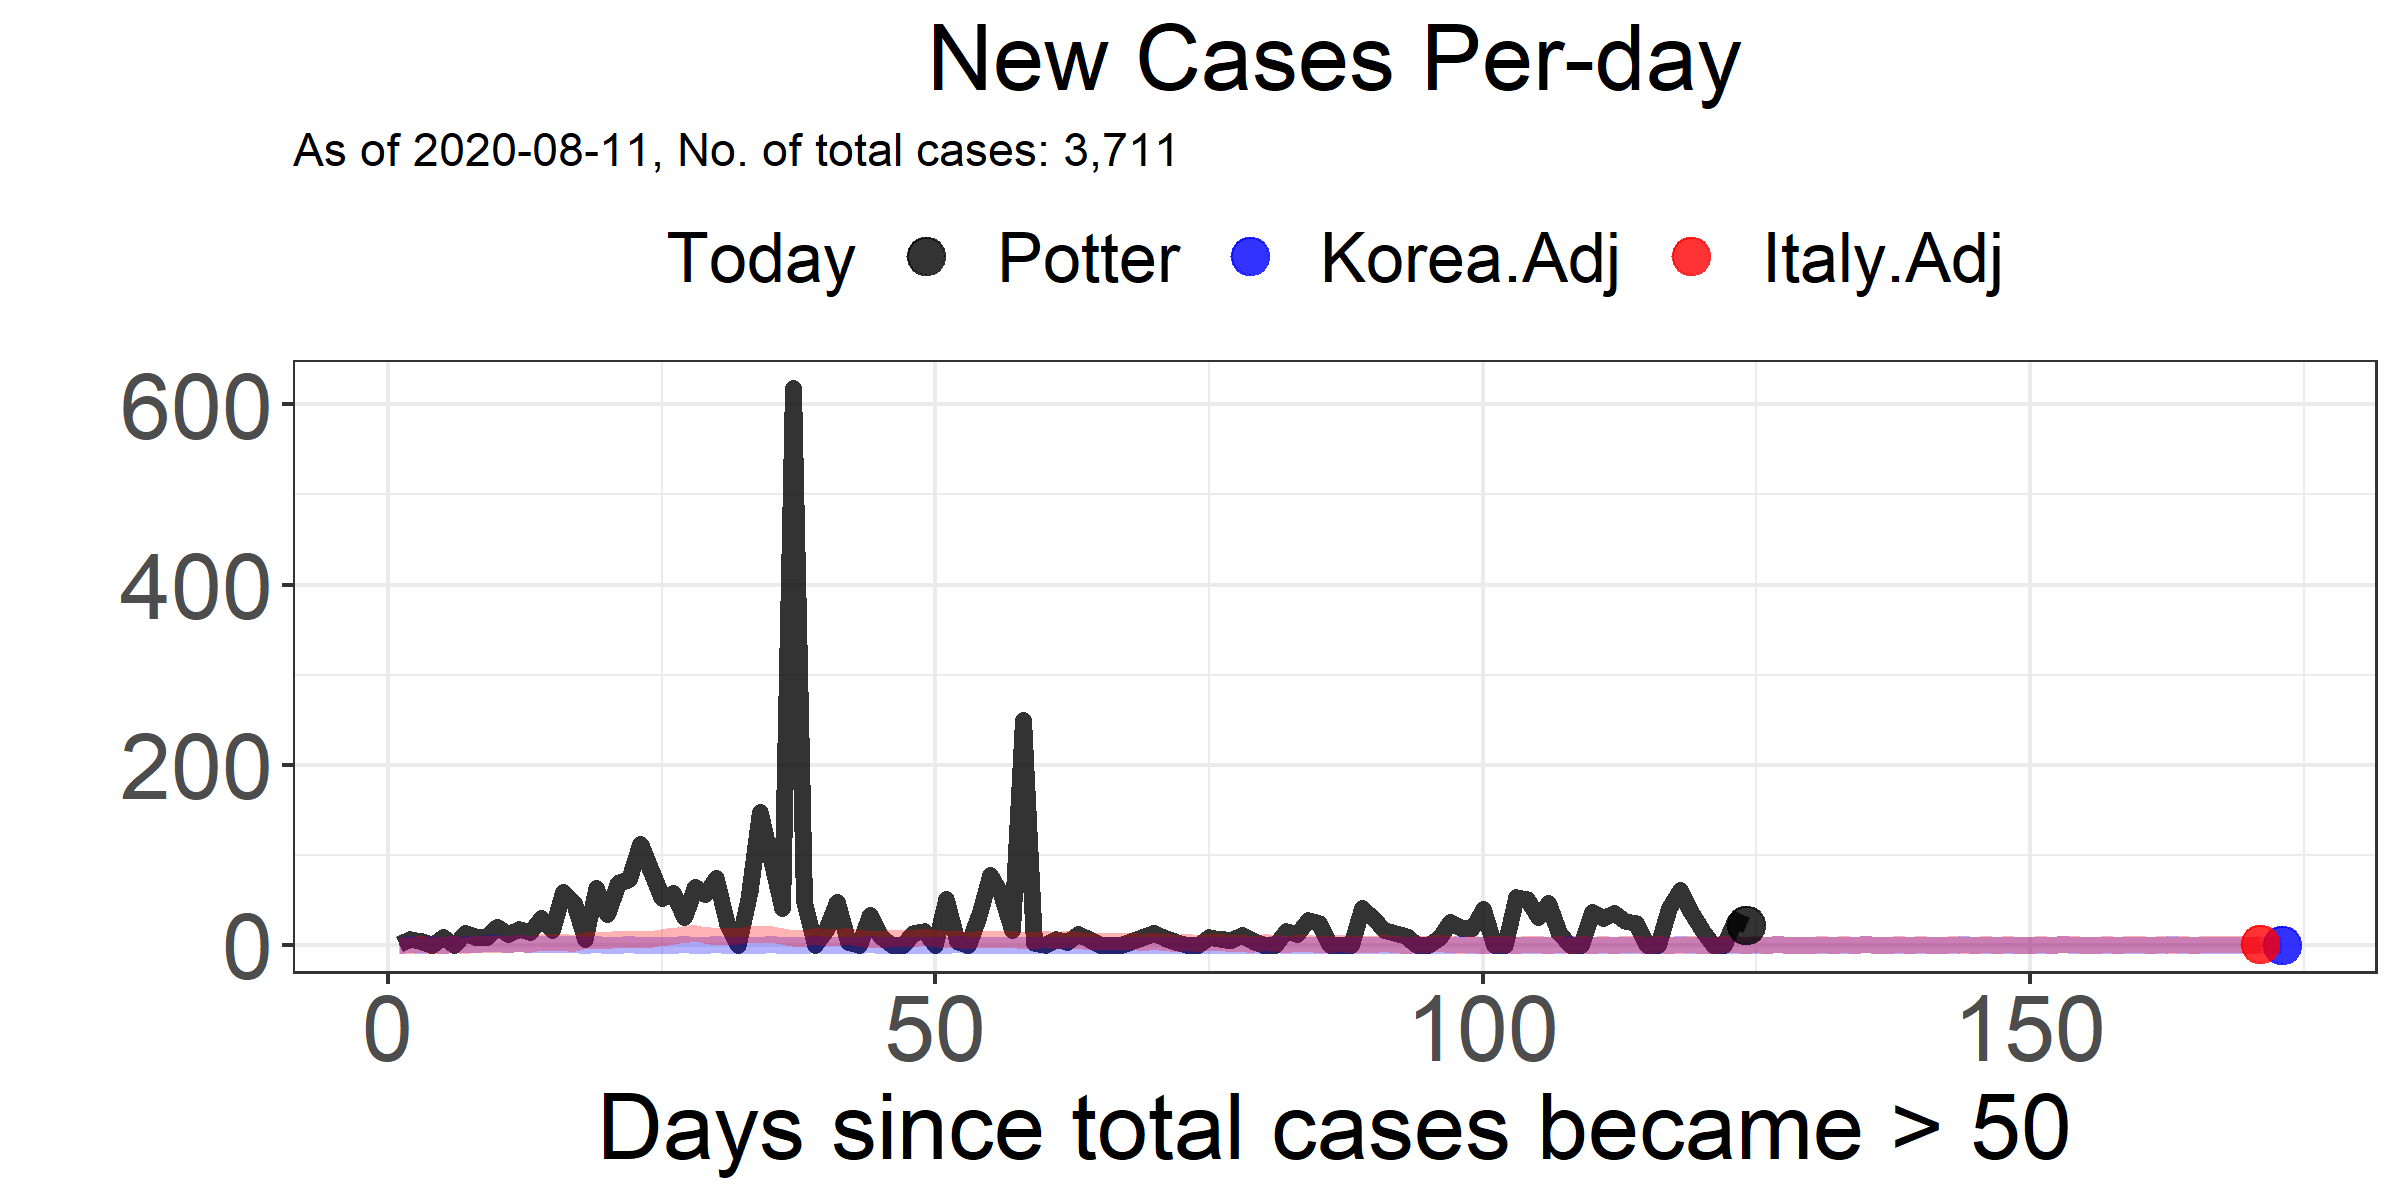 New Cases Per-day
As of 2020-08-11, No. of total cases: 3,711
Today Potter Korea.Adj Italy.Adj
600
400
200
0
0 50 100 150
Days since total cases became > 50